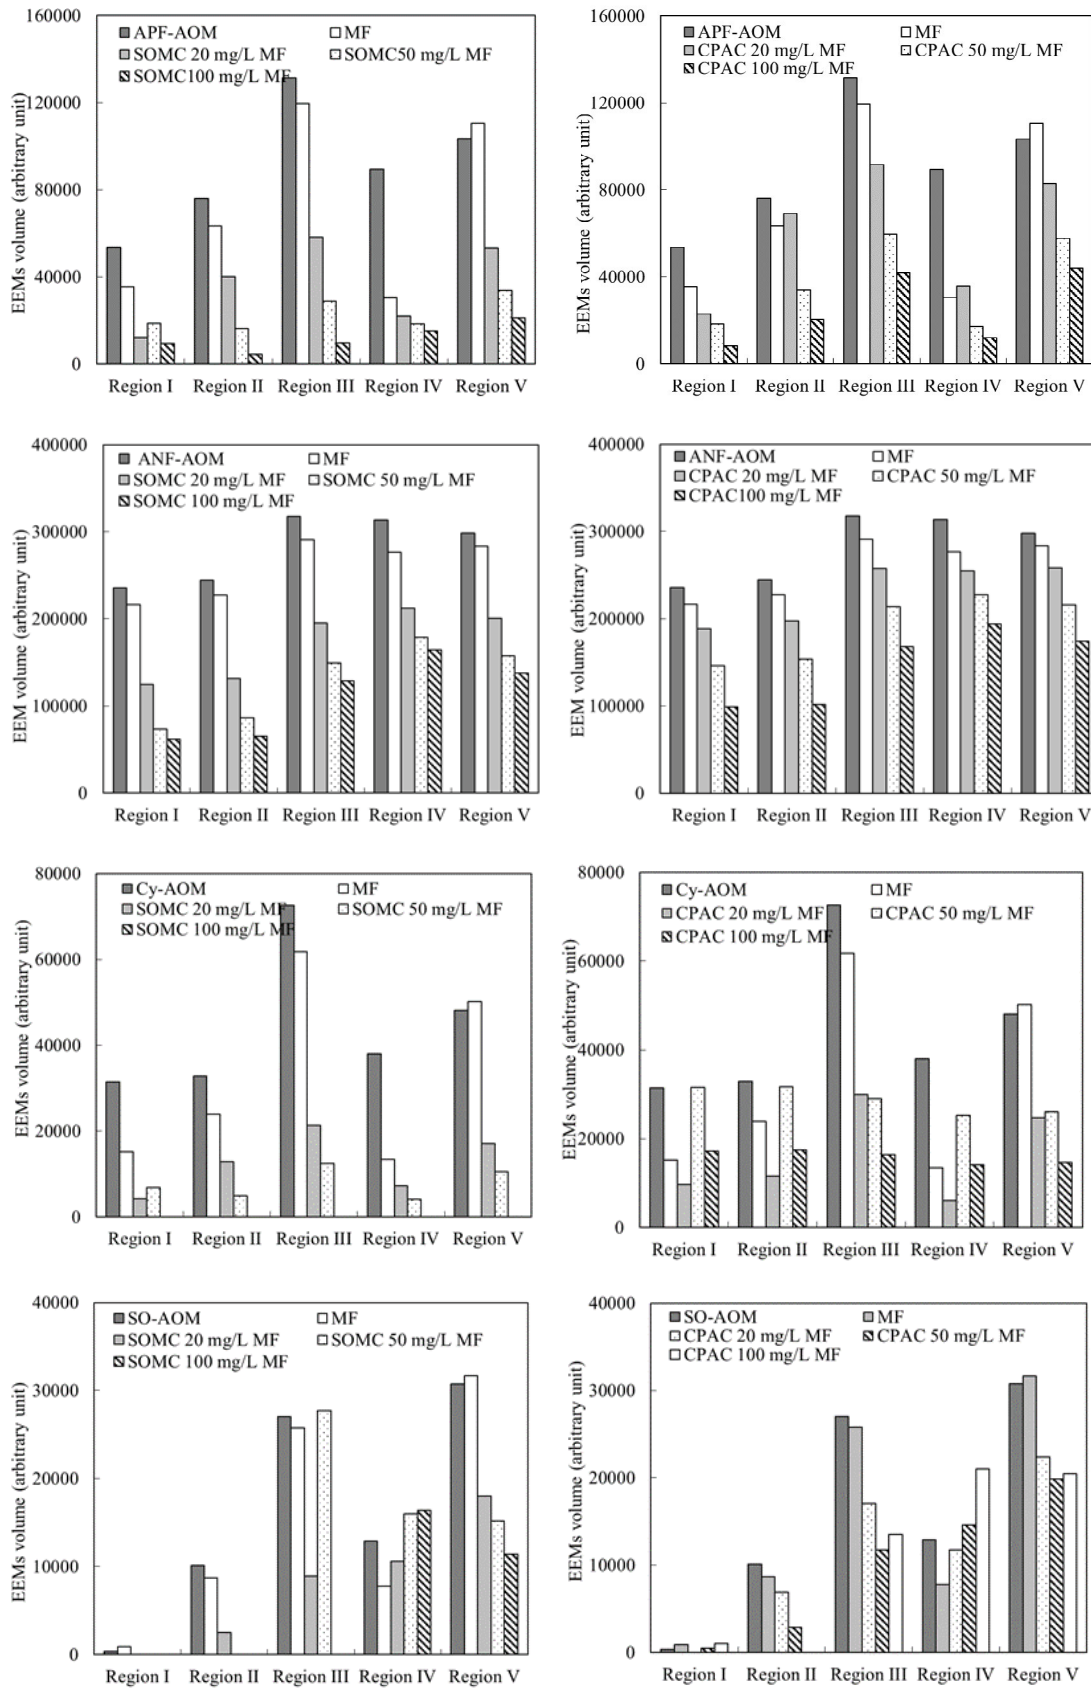 160000
APF-AOM MF
SOMC 20 mg/L MF SOMC50 mg/L MF
SOMC100 mg/L MF
120000
80000
40000
0
EEMs volume (arbitrary unit)
Region I Region II Region III Region IV Region V
160000
APF-AOM MF
CPAC 20 mg/L MF CPAC 50 mg/L MF
CPAC 100 mg/L MF
120000
80000
40000
0
EEMs volume (arbitrary unit)
Region I Region II Region III Region IV Region V
400000
ANF-AOM MF
SOMC 20 mg/L MF SOMC 50 mg/L MF
SOMC 100 mg/L MF
300000
200000
100000
0
EEM volume (arbitrary unit)
Region I Region II Region III Region IV Region V
400000
ANF-AOM MF
CPAC 20 mg/L MF CPAC 50 mg/L MF
CPAC100 mg/L MF
300000
200000
100000
0
EEM volume (arbitrary unit)
Region I Region II Region III Region IV Region V
80000
Cy-AOM MF
SOMC 20 mg/L MF SOMC 50 mg/L MF
SOMC 100 mg/L MF
60000
40000
20000
0
EEMs volume (arbitrary unit)
Region I Region II Region III Region IV Region V
80000
Cy-AOM MF
CPAC 20 mg/L MF CPAC 50 mg/L MF
CPAC 100 mg/L MF
60000
40000
20000
0
EEMs volume (arbitrary unit)
Region I Region II Region III Region IV Region V
40000
SO-AOM MF
SOMC 20 mg/L MF SOMC 50 mg/L MF
SOMC 100 mg/L MF
30000
20000
10000
0
EEMs volume (arbitrary unit)
Region I Region II Region III Region IV Region V
40000
SO-AOM MF
CPAC 20 mg/L MF CPAC 50 mg/L MF
CPAC 100 mg/L MF
30000
20000
10000
0
EEMs volume (arbitrary unit)
Region I Region II Region III Region IV Region V